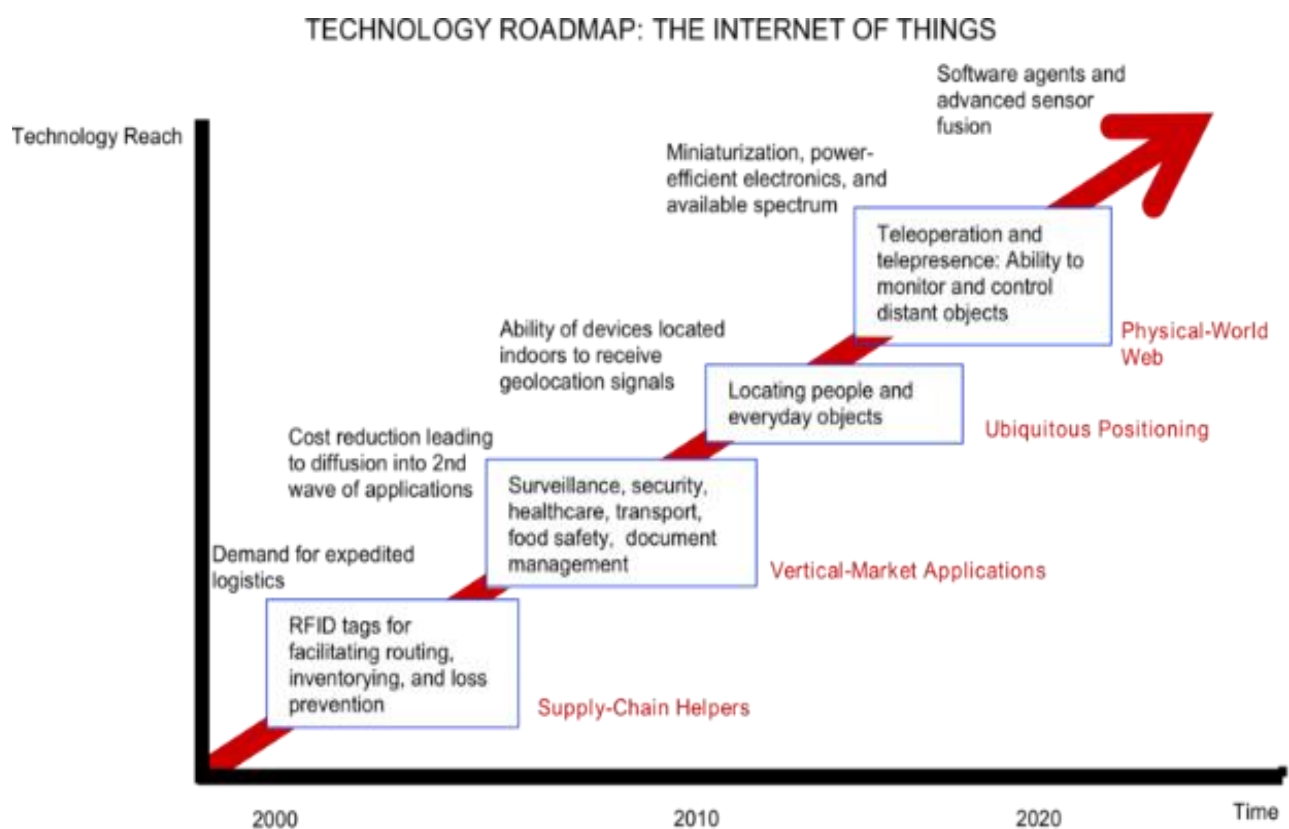 TECHNOLOGY ROADMAP: THE INTERNET OF THINGS
Technology Reach
Software agents and
advanced sensor
fusion
Miniaturization, power-
efficient electronics, and
available spectrum
Teleoperation and
telepresence: Ability to
monitor and control
distant objects
Physical-World
Web
Ability of devices located
indoors to receive
geolocation signals
Locating people and
everyday objects
Ubiquitous Positioning
Cost reduction leading
to diffusion into 2nd
wave of applications
Surveillance, security,
healthcare, transport,
food safety, document
management
Vertical-Market Applications
Demand for expedited
logistics
RFID tags for
facilitating routing,
inventorying, and loss
prevention
Supply-Chain Helpers
2000
2010
2020
Time